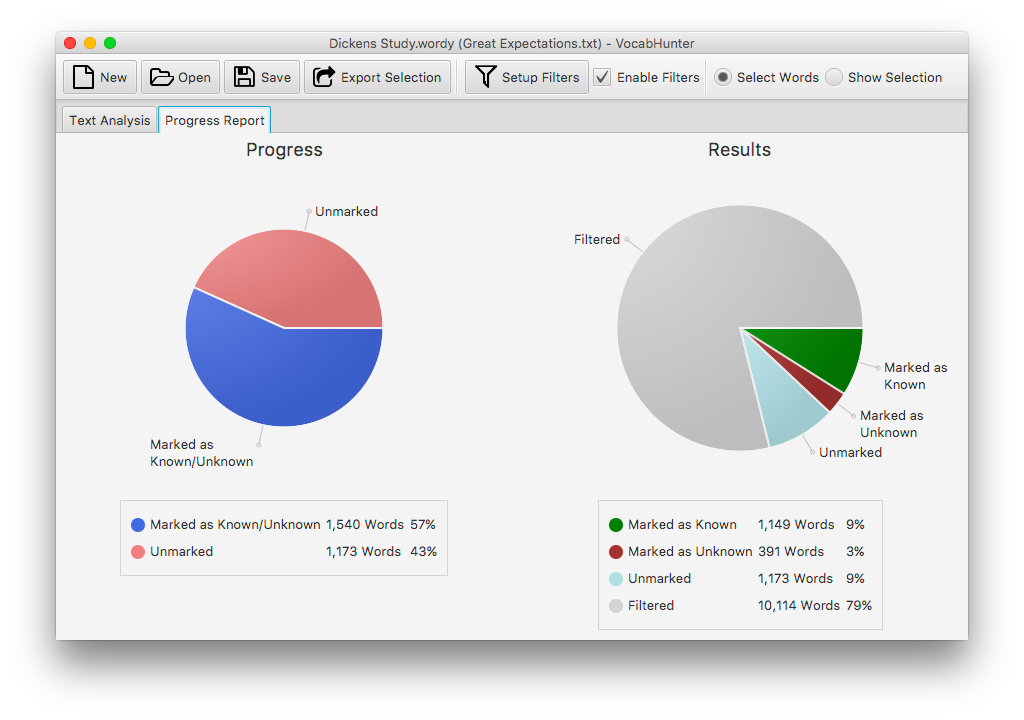 Dickens Study.wordy (Great Expectations.txt) - VocabHunter
New Open Save Export Selection Setup Filters Enable Filters Select Words Show Selection
Text Analysis Progress Report
Progress
Unmarked
Marked as
Known/Unknown
Marked as Known/Unknown 1,540 Words 57%
Unmarked 1,173 Words 43%
Results
Filtered
Marked as
Known
Marked as
Unknown
Unmarked
Marked as Known 1,149 Words 9%
Marked as Unknown 391 Words 3%
Unmarked 1,173 Words 9%
Filtered 10,114 Words 79%